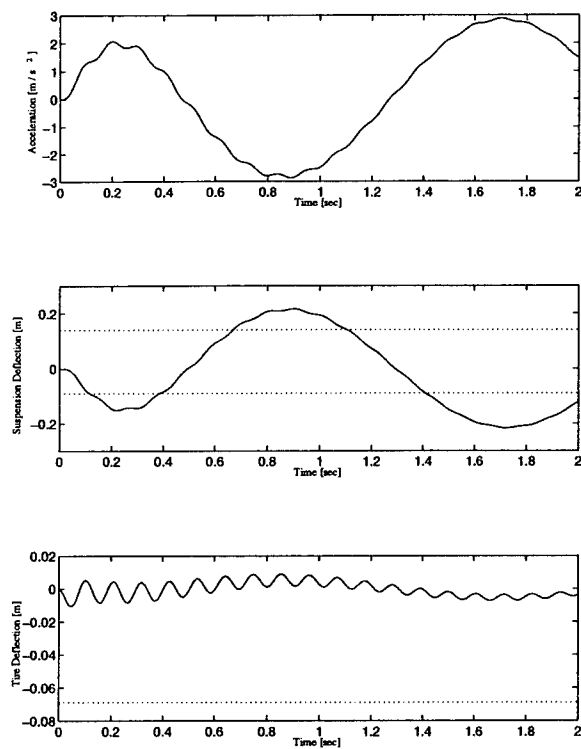 Acceleration [m / s ²]
3
2
1
0
−1
−2
−3
0 0.2 0.4 0.6 0.8 1 1.2 1.4 1.6 1.8 2
Time [sec]
Suspension Deflection [m]
0.2
0
−0.2
0 0.2 0.4 0.6 0.8 1 1.2 1.4 1.6 1.8 2
Time [sec]
Tire Deflection [m]
0.02
0
−0.02
−0.04
−0.06
−0.08
0 0.2 0.4 0.6 0.8 1 1.2 1.4 1.6 1.8 2
Time [sec]